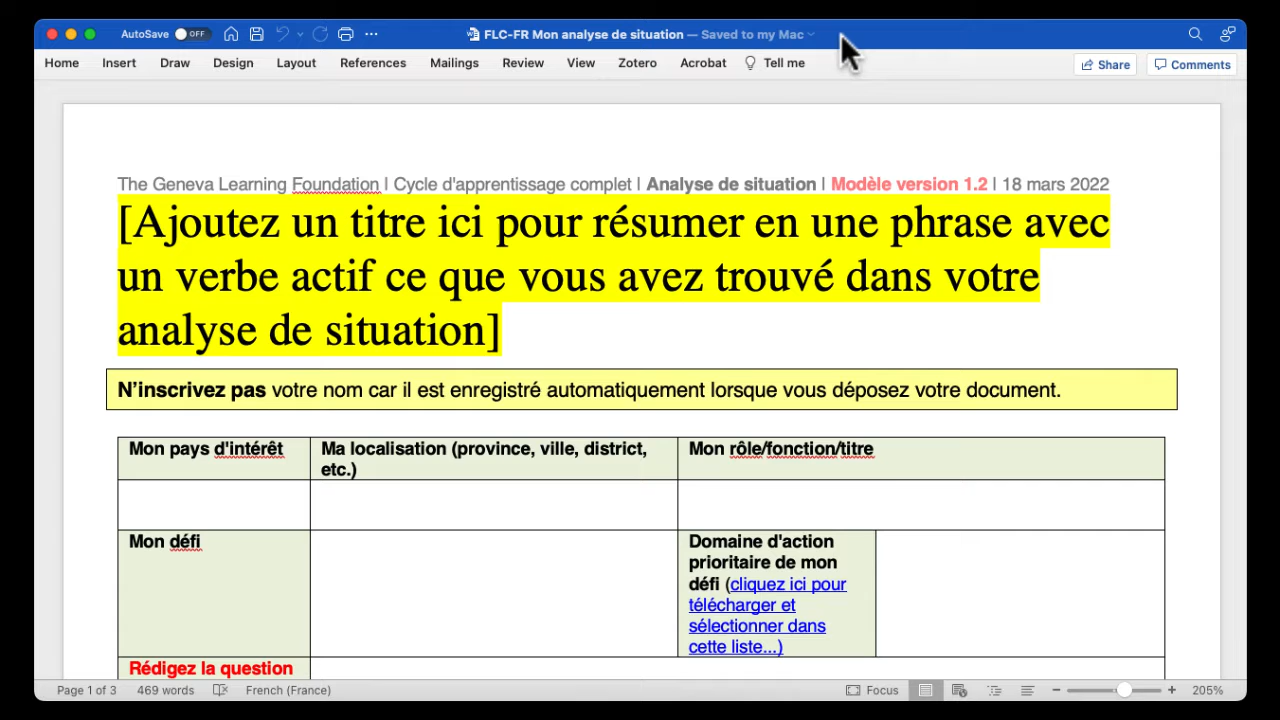 AutoSave OFF
FLC-FR Mon analyse de situation — Saved to my Mac
Home Insert Draw Design Layout References Mailings Review View Zotero Acrobat Tell me Share Comments
The Geneva Learning Foundation | Cycle d'apprentissage complet | Analyse de situation | Modèle version 1.2 | 18 mars 2022
[Ajoutez un titre ici pour résumer en une phrase avec
un verbe actif ce que vous avez trouvé dans votre
analyse de situation]
N’inscrivez pas votre nom car il est enregistré automatiquement lorsque vous déposez votre document.
Mon pays d'intérêt
Ma localisation (province, ville, district,
etc.)
Mon rôle/fonction/titre
Mon défi
Domaine d'action
prioritaire de mon
défi (cliquez ici pour
télécharger et
sélectionner dans
cette liste...)
Rédigez la question
Page 1 of 3 469 words French (France) Focus 205%